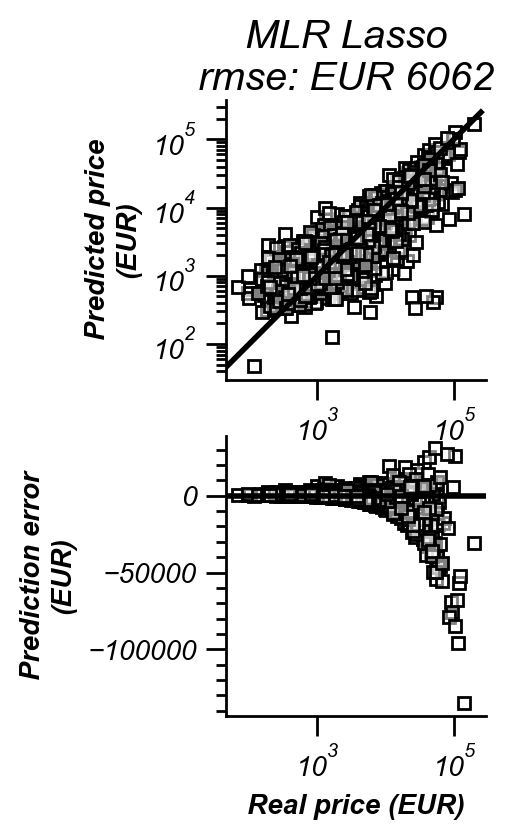 MLR Lasso
rmse: EUR 6062
Predicted price
(EUR)
10^5
10^4
10^3
10^2
10^3 10^5
Prediction error
(EUR)
0
−50000
−100000
10^3 10^5
Real price (EUR)